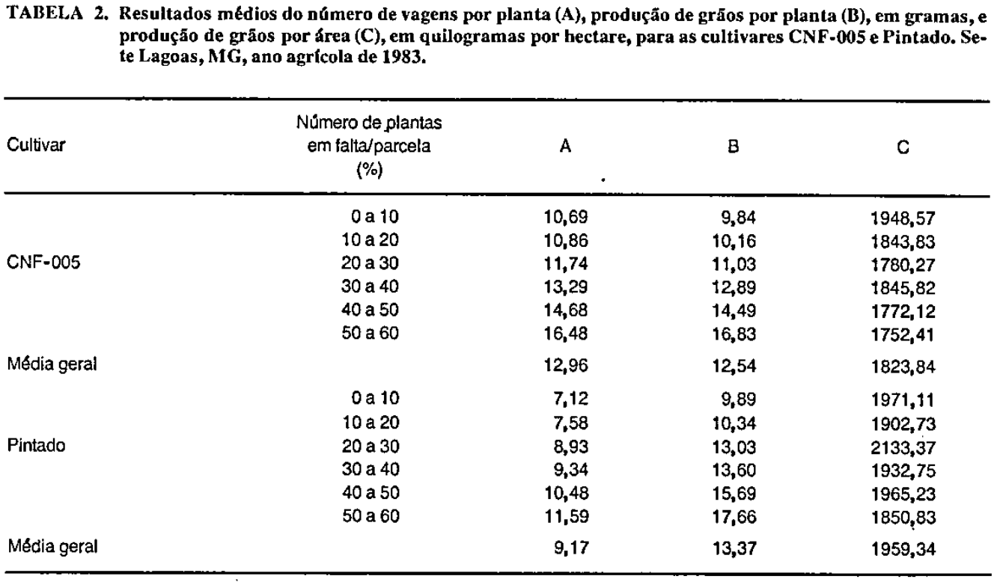 TABELA 2. Resultados médios do número de vagens por planta (A), produção de grãos por planta (B), em gramas, e
produção de grãos por área (C), em quilogramas por hectare, para as cultivares CNF-005 e Pintado. Se-
te Lagoas, MG, ano agrícola de 1983.
Cultivar Número de plantas em falta/parcela (%) A B C
0 a 10 10,69 9,84 1948,57
10 a 20 10,86 10,16 1843,83
CNF-005 20 a 30 11,74 11,03 1780,27
30 a 40 13,29 12,89 1845,82
40 a 50 14,68 14,49 1772,12
50 a 60 16,48 16,83 1752,41
Média geral 12,96 12,54 1823,84
0 a 10 7,12 9,89 1971,11
10 a 20 7,58 10,34 1902,73
Pintado 20 a 30 8,93 13,03 2133,37
30 a 40 9,34 13,60 1932,75
40 a 50 10,48 15,69 1965,23
50 a 60 11,59 17,66 1850,83
Média geral 9,17 13,37 1959,34